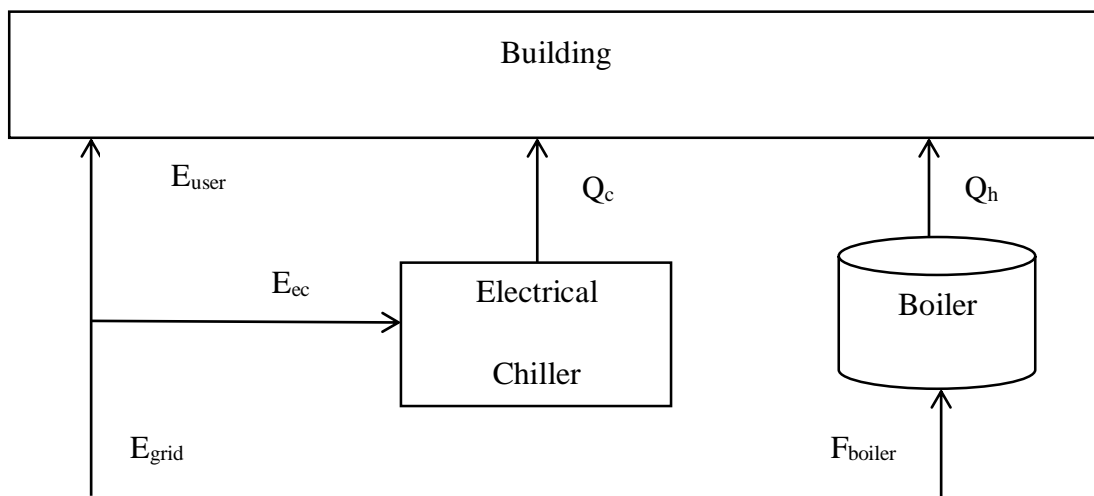 Building
E_user
Q_c
Q_h
E_ec
Electrical
Chiller
Boiler
E_grid
F_boiler